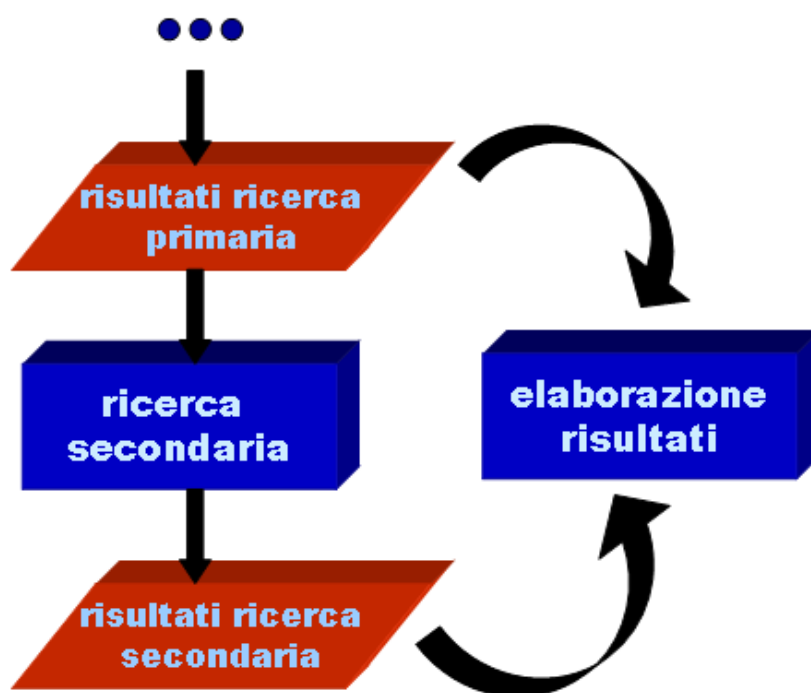 risultati ricerca
primaria
ricerca
secondaria
elaborazione
risultati
risultati ricerca
secondaria